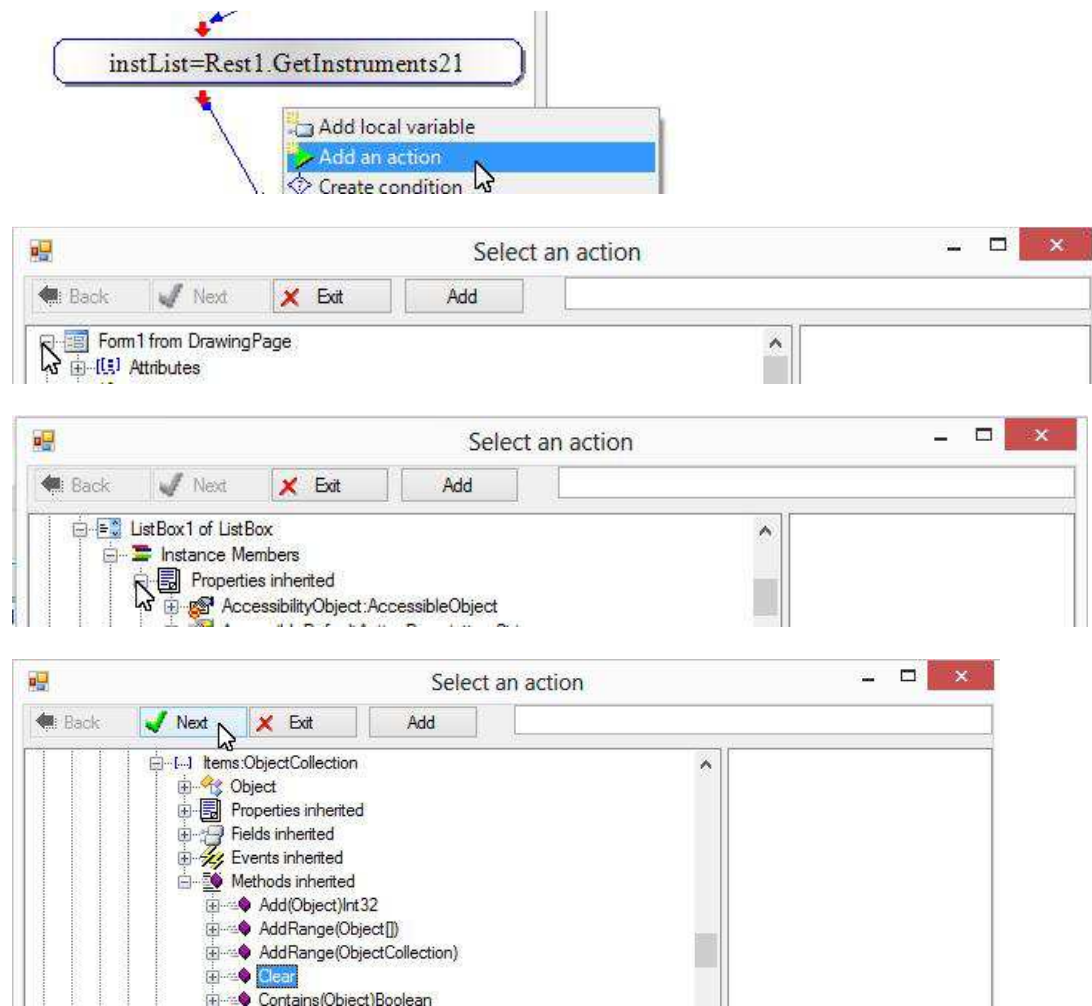 instList=Rest1.GetInstruments21
Add local variable
Add an action
Create condition
Select an action
Back Next Exit Add
Form1 from DrawingPage
Attributes
Select an action
Back Next Exit Add
ListBox1 of ListBox
Instance Members
Properties inherited
AccessibilityObject:AccessibleObject
Select an action
Back Next Exit Add
Items:ObjectCollection
Object
Properties inherited
Fields inherited
Events inherited
Methods inherited
Add(Object)Int32
AddRange(Object[])
AddRange(ObjectCollection)
Clear
Contains(Object)Boolean